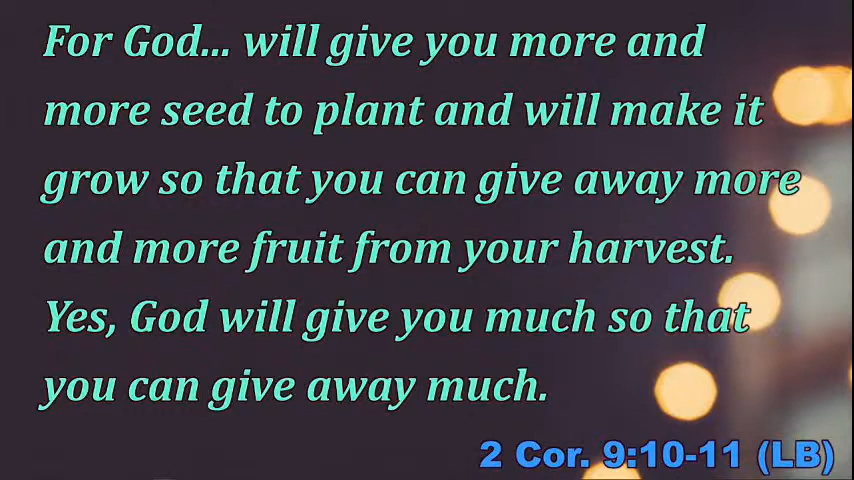 For God... will give you more and
more seed to plant and will make it
grow so that you can give away more
and more fruit from your harvest.
Yes, God will give you much so that
you can give away much.
2 Cor. 9:10-11 (LB)